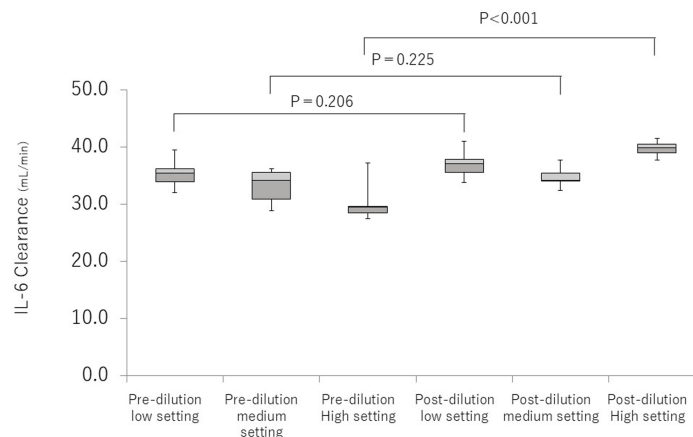 P<0.001
P=0.225
P=0.206
50.0
40.0
30.0
20.0
10.0
0.0
IL-6 Clearance (mL/min)
Pre-dilution
low setting
Pre-dilution
medium
setting
Pre-dilution
High setting
Post-dilution
low setting
Post-dilution
medium setting
Post-dilution
High setting